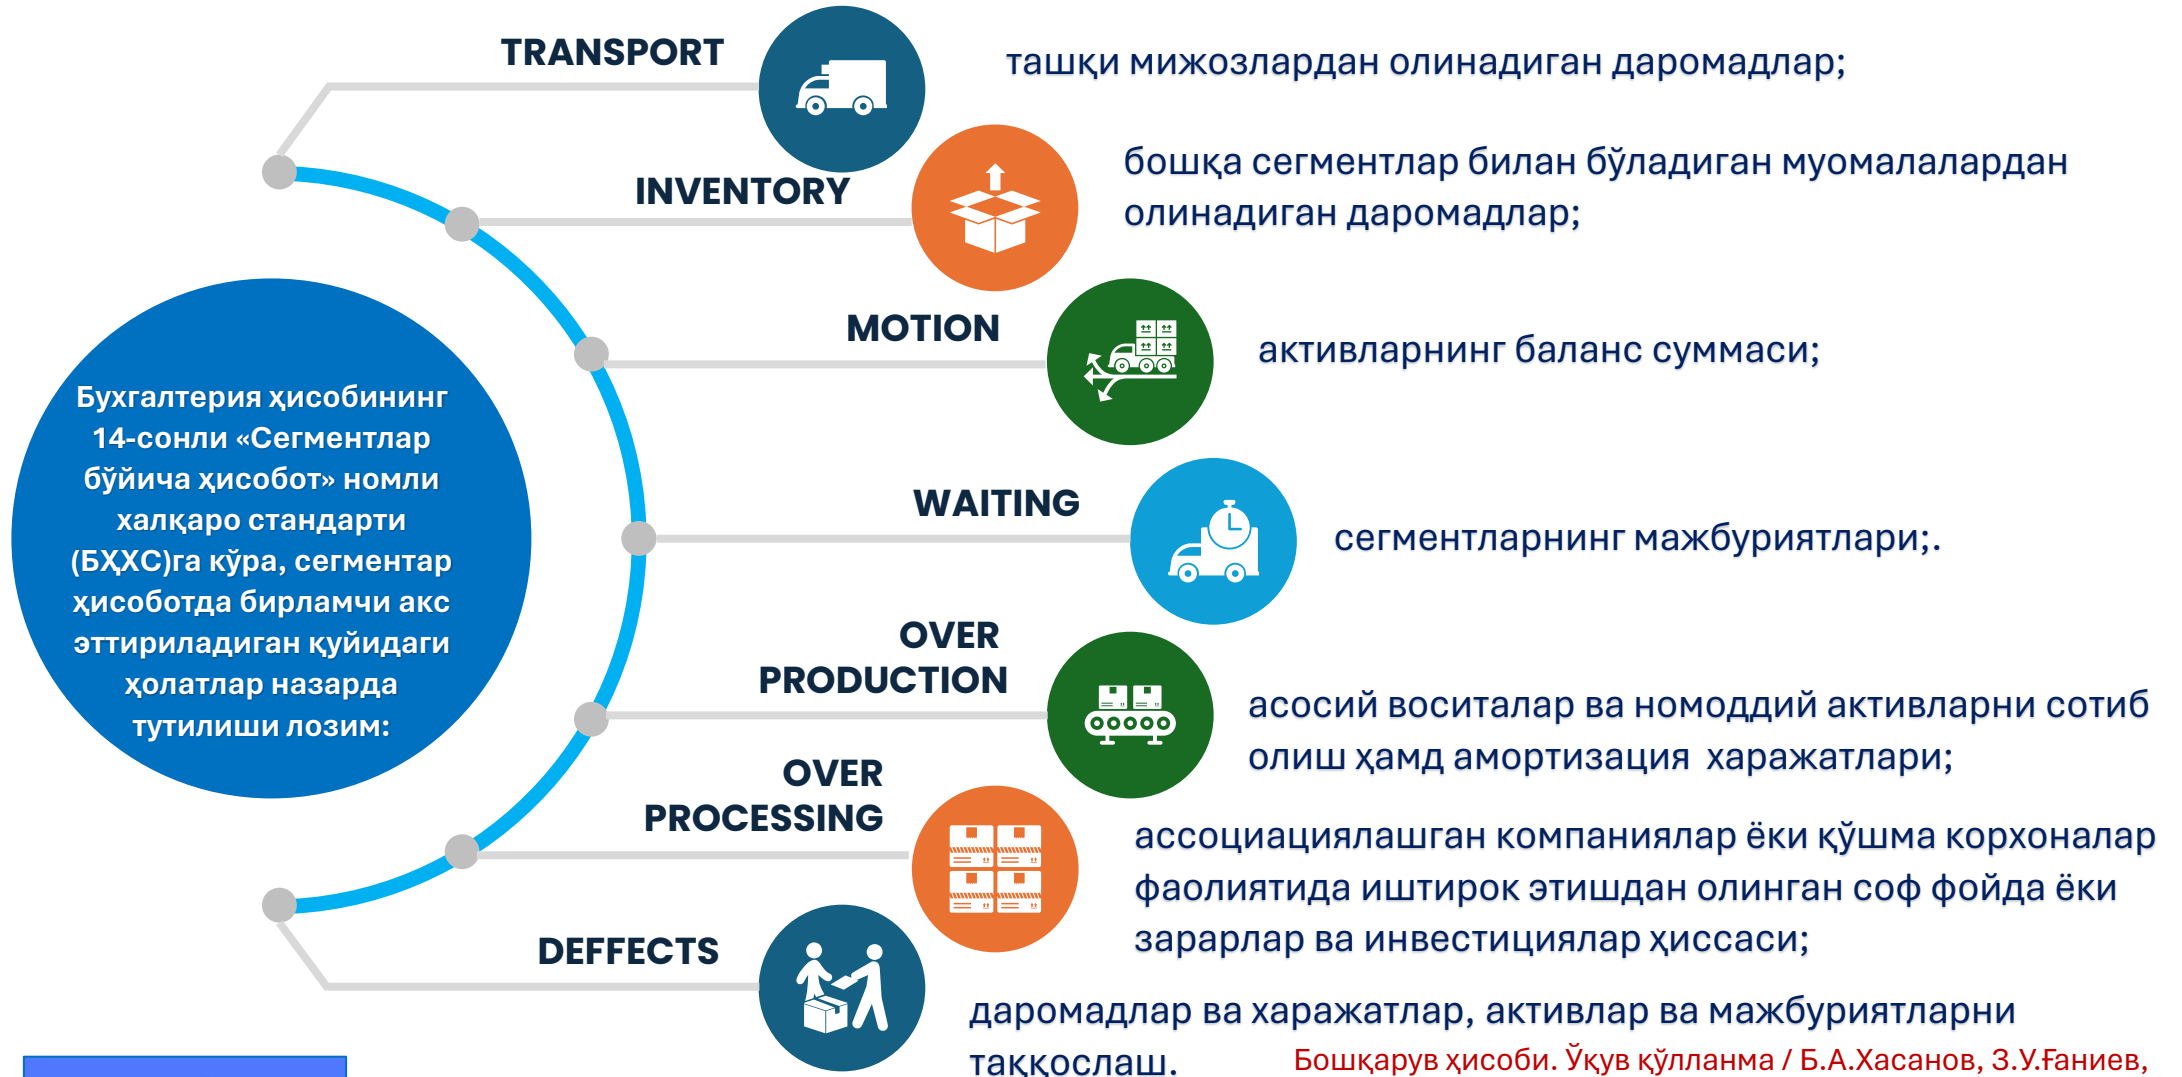 TRANSPORT
ташқи мижозлардан олинадиган даромадлар;
INVENTORY
бошқа сегментлар билан бўладиган муомалалардан
олинадиган даромадлар;
MOTION
активларнинг баланс суммаси;
Бухгалтерия ҳисобининг
14-сонли «Сегментлар
бўйича ҳисобот» номли
халқаро стандарти
(БҲХС)га кўра, сегментар
ҳисоботда бирламчи акс
эттириладиган қуйидаги
ҳолатлар назарда
тутилиши лозим:
WAITING
сегментларнинг мажбуриятлари;.
OVER
PRODUCTION
асосий воситалар ва номоддий активларни сотиб
олиш ҳамд амортизация харажатлари;
OVER
PROCESSING
ассоциациялашган компаниялар ёки қўшма корхоналар
фаолиятида иштирок этишдан олинган соф фойда ёки
зарарлар ва инвестициялар ҳиссаси;
DEFFECTS
даромадлар ва харажатлар, активлар ва мажбуриятларни
таққослаш.
Бошқарув ҳисоби. Ўқув қўлланма / Б.А.Хасанов, З.У.Ғаниев,